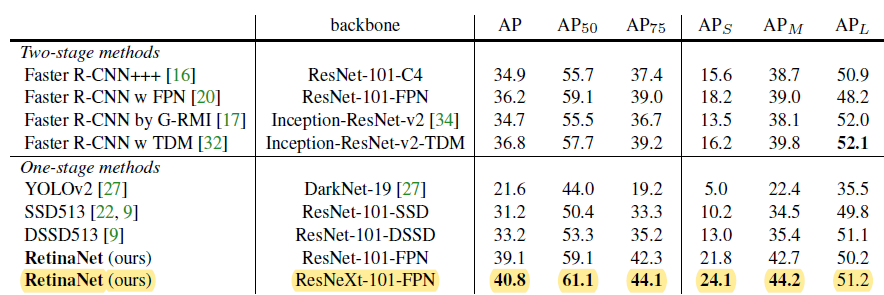 backbone AP AP50 AP75 APS APM APL
Two-stage methods
Faster R-CNN+++ [16] ResNet-101-C4 34.9 55.7 37.4 15.6 38.7 50.9
Faster R-CNN w FPN [20] ResNet-101-FPN 36.2 59.1 39.0 18.2 39.0 48.2
Faster R-CNN by G-RMI [17] Inception-ResNet-v2 [34] 34.7 55.5 36.7 13.5 38.1 52.0
Faster R-CNN w TDM [32] Inception-ResNet-v2-TDM 36.8 57.7 39.2 16.2 39.8 52.1
One-stage methods
YOLOv2 [27] DarkNet-19 [27] 21.6 44.0 19.2 5.0 22.4 35.5
SSD513 [22, 9] ResNet-101-SSD 31.2 50.4 33.3 10.2 34.5 49.8
DSSD513 [9] ResNet-101-DSSD 33.2 53.3 35.2 13.0 35.4 51.1
RetinaNet (ours) ResNet-101-FPN 39.1 59.1 42.3 21.8 42.7 50.2
RetinaNet (ours) ResNeXt-101-FPN 40.8 61.1 44.1 24.1 44.2 51.2